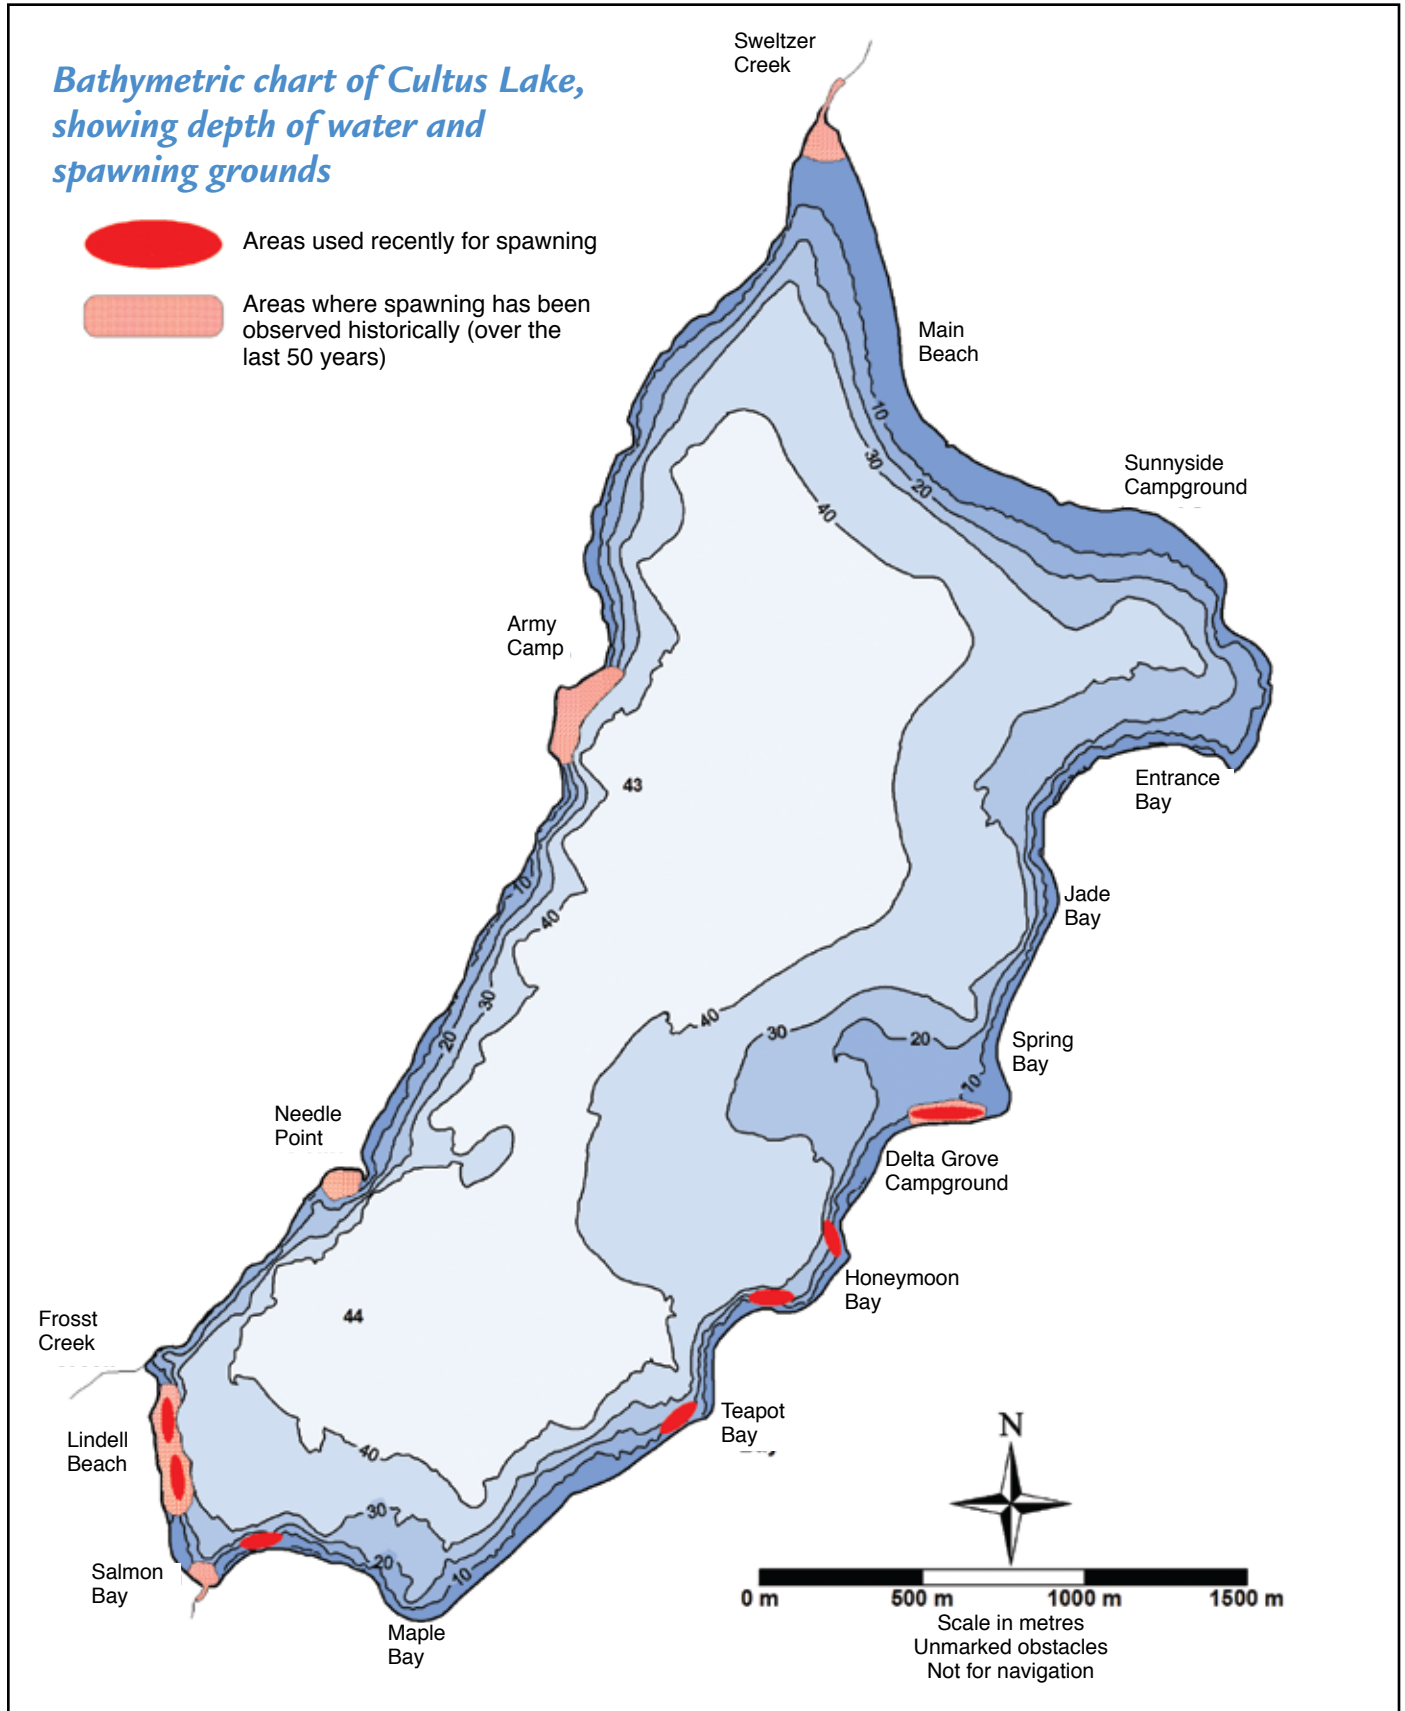 Sweltzer
Creek
Bathymetric chart of Cultus Lake,
showing depth of water and
spawning grounds
Areas used recently for spawning
Areas where spawning has been
observed historically (over the
last 50 years)
Main
Beach
10
30
20
40
Sunnyside
Campground
Army
Camp
43
Entrance
Bay
10
40
Jade
Bay
30
20
40
30
20
10
Spring
Bay
Needle
Point
Delta Grove
Campground
Honeymoon
Bay
44
Frosst
Creek
Teapot
Bay
Lindell
Beach
40
30
20
10
N
Salmon
Bay
Maple
Bay
0 m 500 m 1000 m 1500 m
Scale in metres
Unmarked obstacles
Not for navigation